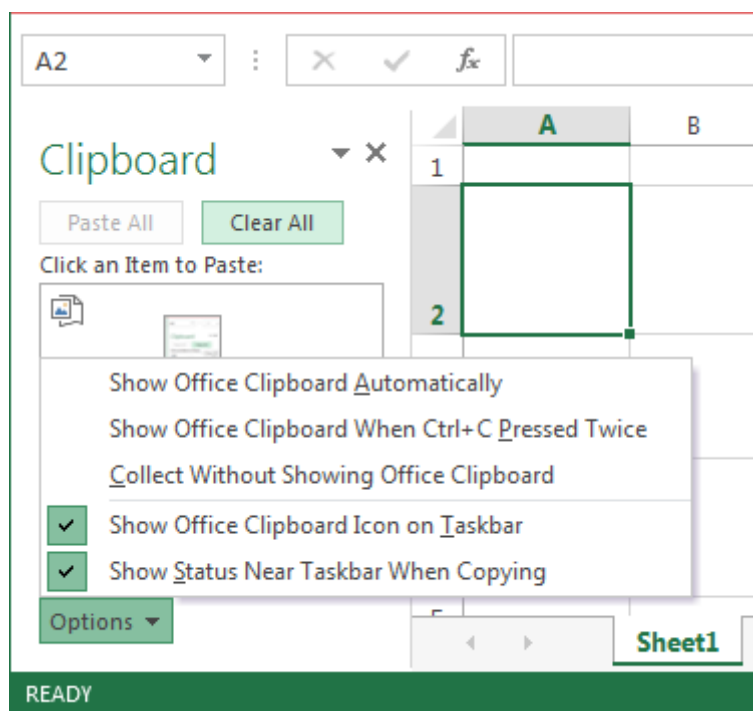 A2
fx
Clipboard
A B
1
Paste All Clear All
Click an Item to Paste:
2
Show Office Clipboard Automatically
Show Office Clipboard When Ctrl+C Pressed Twice
Collect Without Showing Office Clipboard
Show Office Clipboard Icon on Taskbar
Show Status Near Taskbar When Copying
Options
Sheet1
READY